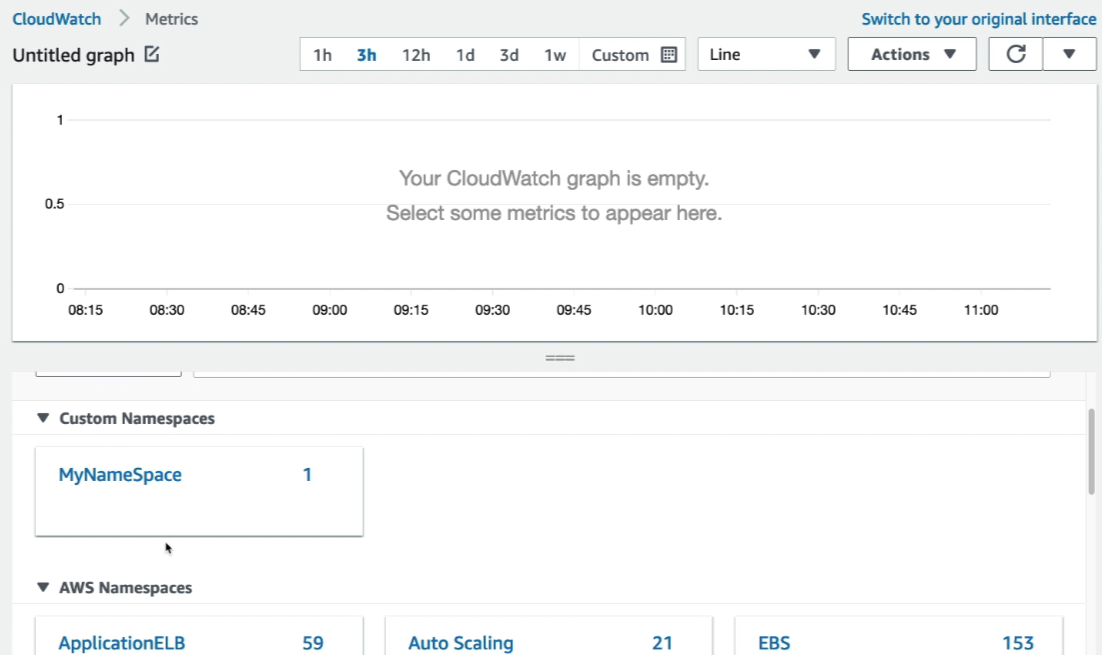 CloudWatch > Metrics
Switch to your original interface
Untitled graph
1h 3h 12h 1d 3d 1w Custom
Line
Actions
1
Your CloudWatch graph is empty.
0.5
Select some metrics to appear here.
0
08:15 08:30 08:45 09:00 09:15 09:30 09:45 10:00 10:15 10:30 10:45 11:00
Custom Namespaces
MyNameSpace 1
AWS Namespaces
ApplicationELB 59
Auto Scaling 21
EBS 153